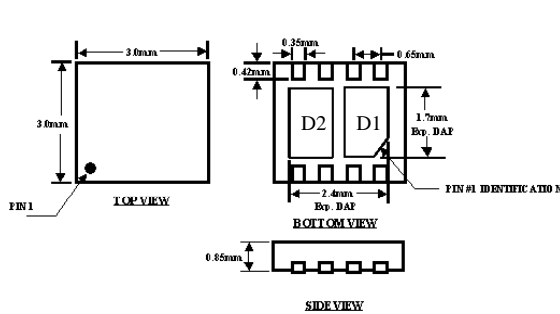 3.0mm
3.0mm
PIN 1
TOP VIEW
0.35mm
0.65mm
0.42mm
D2
D1
1.7mm
Exp. DAP
PIN #1 IDENTIFICATION
2.4mm
Exp. DAP
BOTTOM VIEW
0.85mm
SIDE VIEW